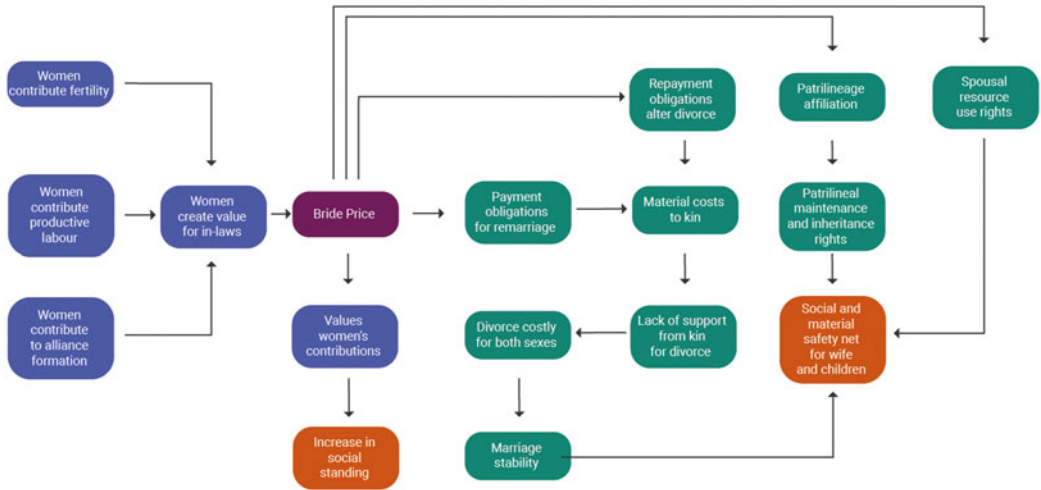 Women
contribute fertility
Women
contribute
productive
labour
Women
contribute
to alliance
formation
Women
create value
for in-laws
Bride Price
Values
women's
contributions
Increase in
social
standing
Payment
obligations
for remarriage
Repayment
obligations
alter divorce
Material costs
to kin
Lack of support
from kin
for divorce
Divorce costly
for both sexes
Marriage
stability
Patrilineage
affiliation
Patrilineal
maintenance
and inheritance
rights
Social and
material
safety net
for wife
and children
Spousal
resource
use rights